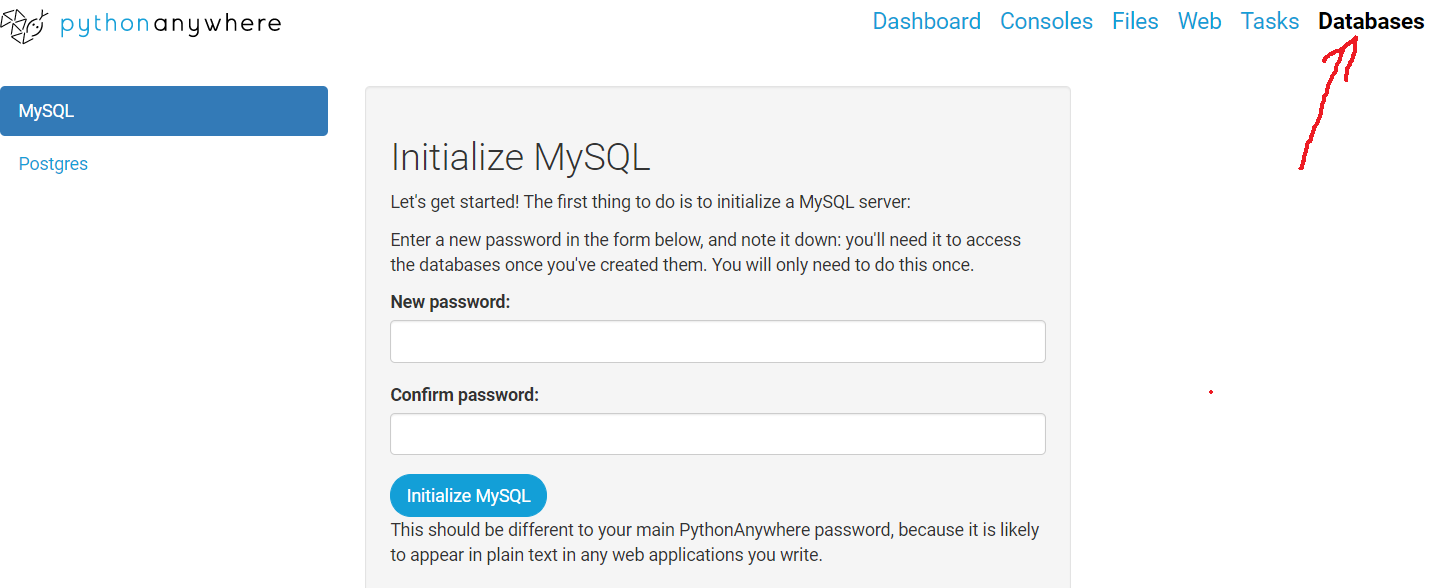 pythonanywhere
Dashboard Consoles Files Web Tasks Databases
MySQL
Postgres
Initialize MySQL
Let's get started! The first thing to do is to initialize a MySQL server:
Enter a new password in the form below, and note it down: you'll need it to access
the databases once you've created them. You will only need to do this once.
New password:
Confirm password:
Initialize MySQL
This should be different to your main PythonAnywhere password, because it is likely
to appear in plain text in any web applications you write.